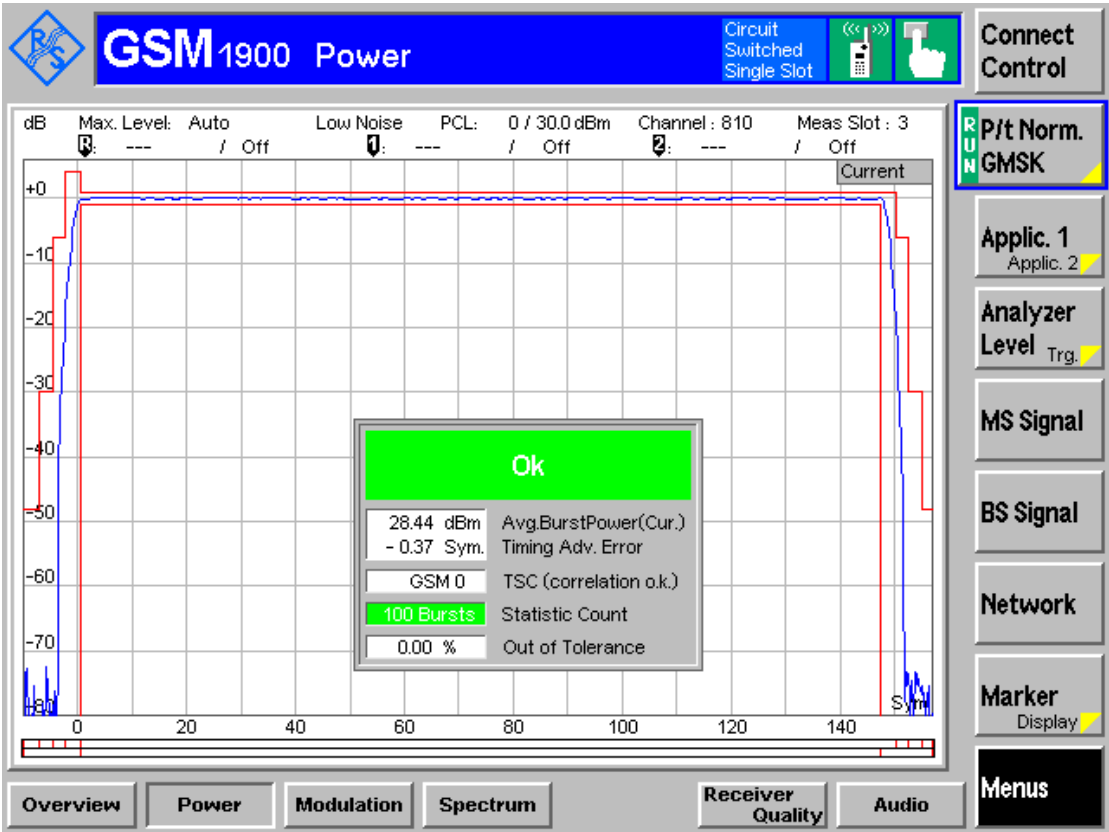 R&S
GSM1900 Power
Circuit
Switched
Single Slot
Connect
Control
dB Max. Level: Auto Low Noise PCL: 0 / 30.0 dBm Channel : 810 Meas Slot : 3
R: --- / Off 1: --- / Off 2: --- / Off
Current
RUN
P/t Norm.
GMSK
+0
-10
-20
-30
-40
-50
-60
-70
-80
Sym
0 20 40 60 80 100 120 140
Ok
28.44 dBm Avg.BurstPower(Cur.)
- 0.37 Sym. Timing Adv. Error
GSM 0 TSC (correlation o.k.)
100 Bursts Statistic Count
0.00 % Out of Tolerance
Applic. 1
Applic. 2
Analyzer
Level Trg.
MS Signal
BS Signal
Network
Marker
Display
Menus
Overview
Power
Modulation
Spectrum
Receiver
Quality
Audio